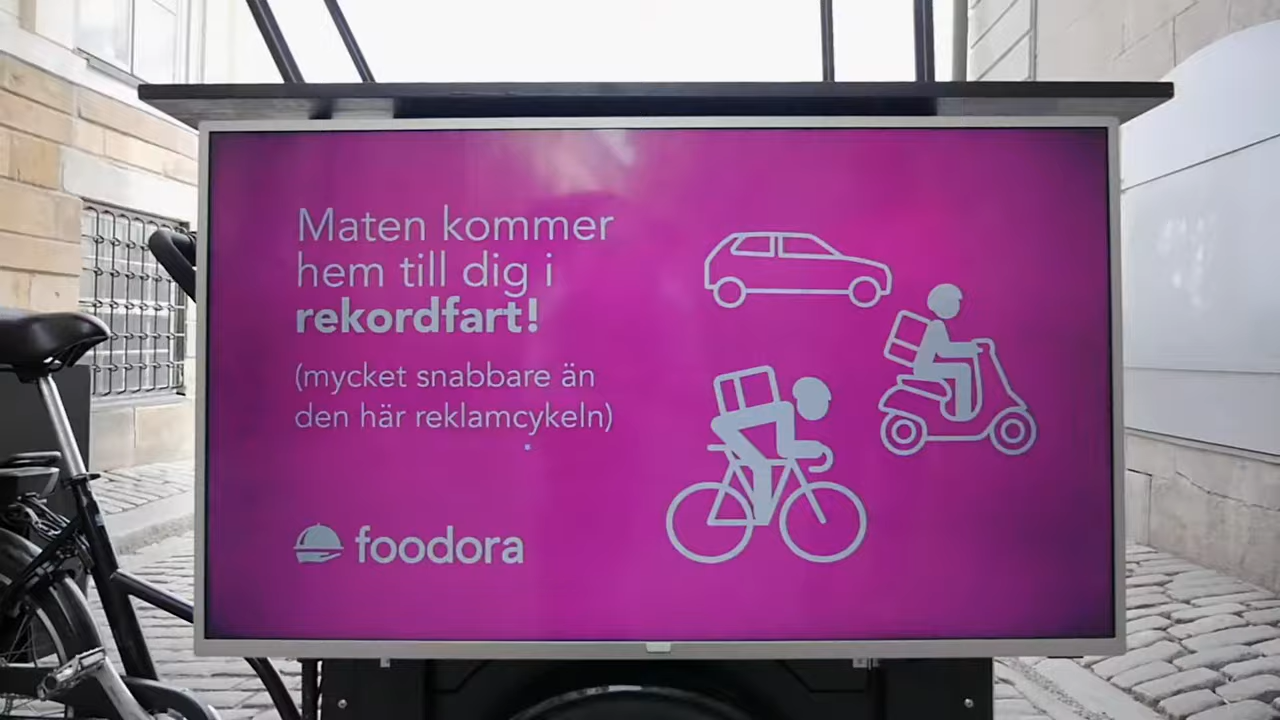 Maten kommer
hem till dig i
rekordfart!
(mycket snabbare än
den här reklamcykeln)
foodora